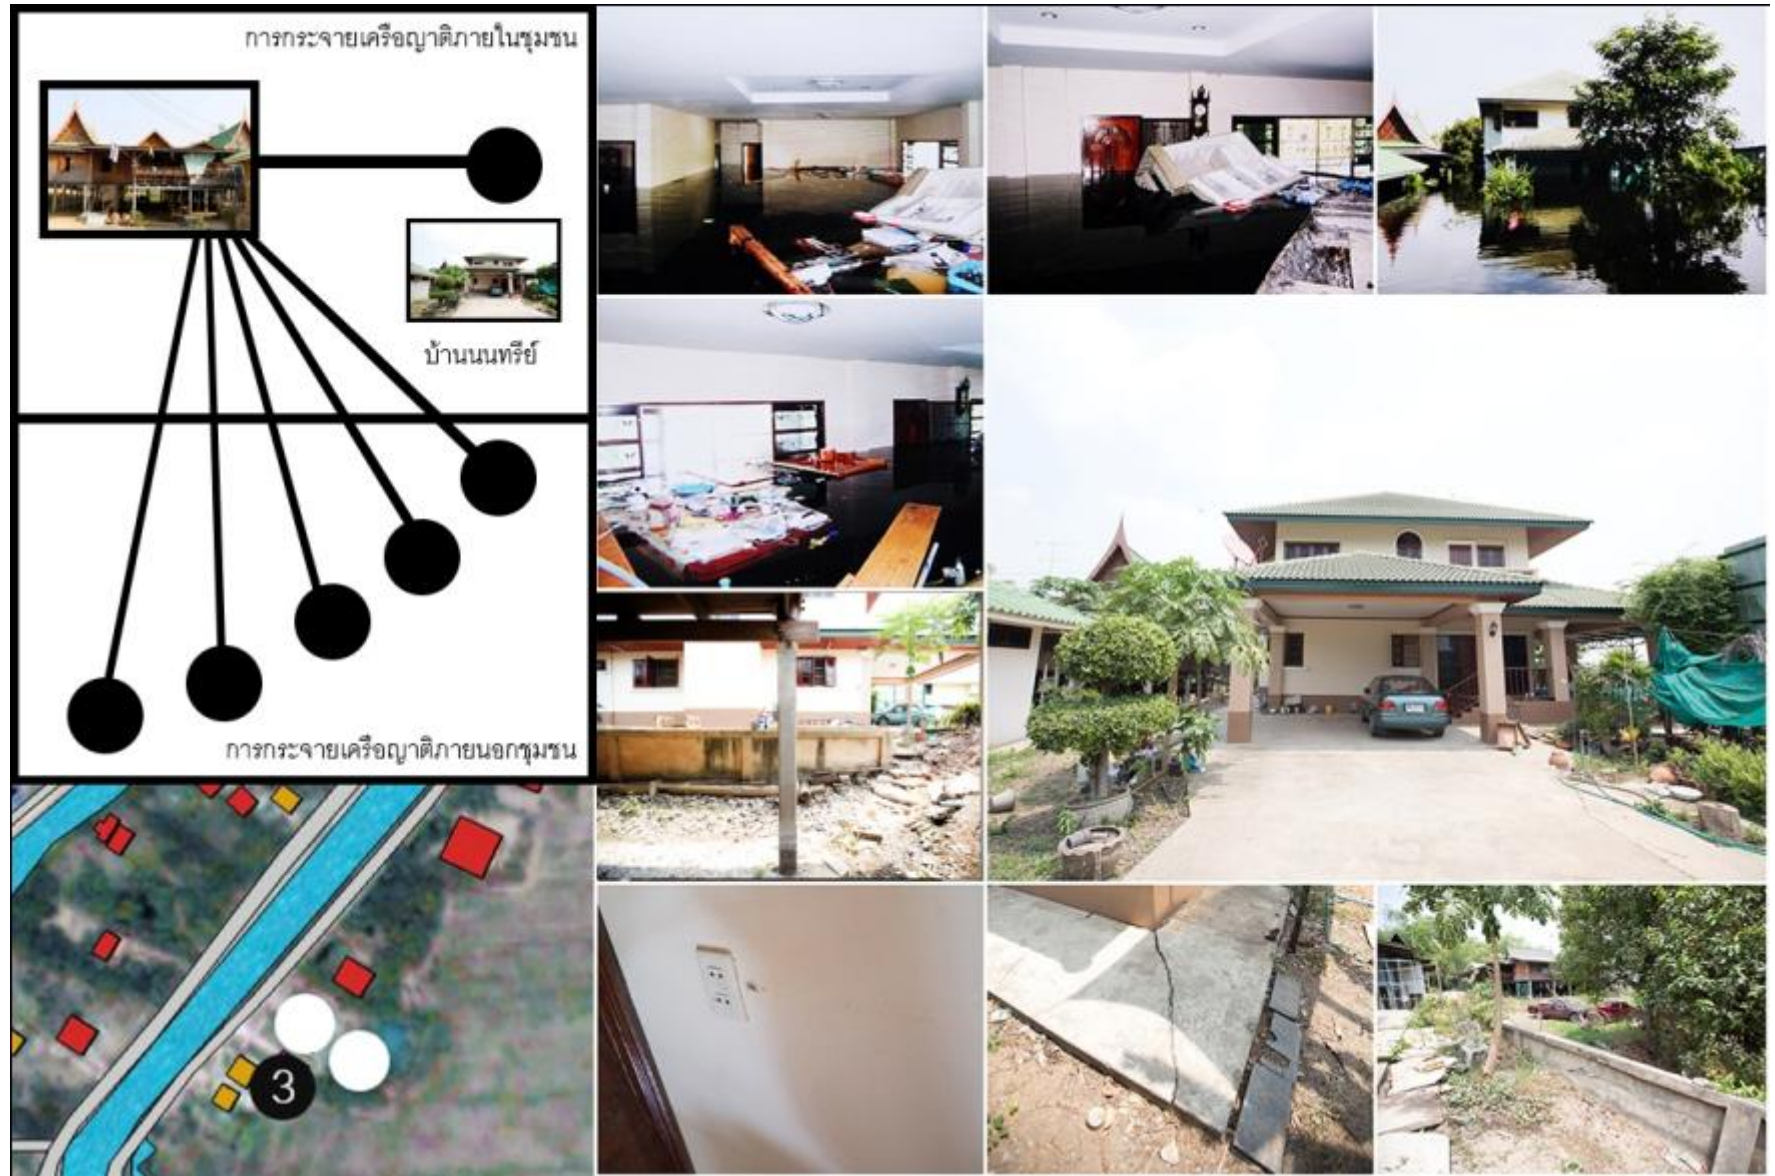 การกระจายเครือญาติภายในชุมชน
บ้านนนทรีย์
การกระจายเครือญาติภายนอกชุมชน
3